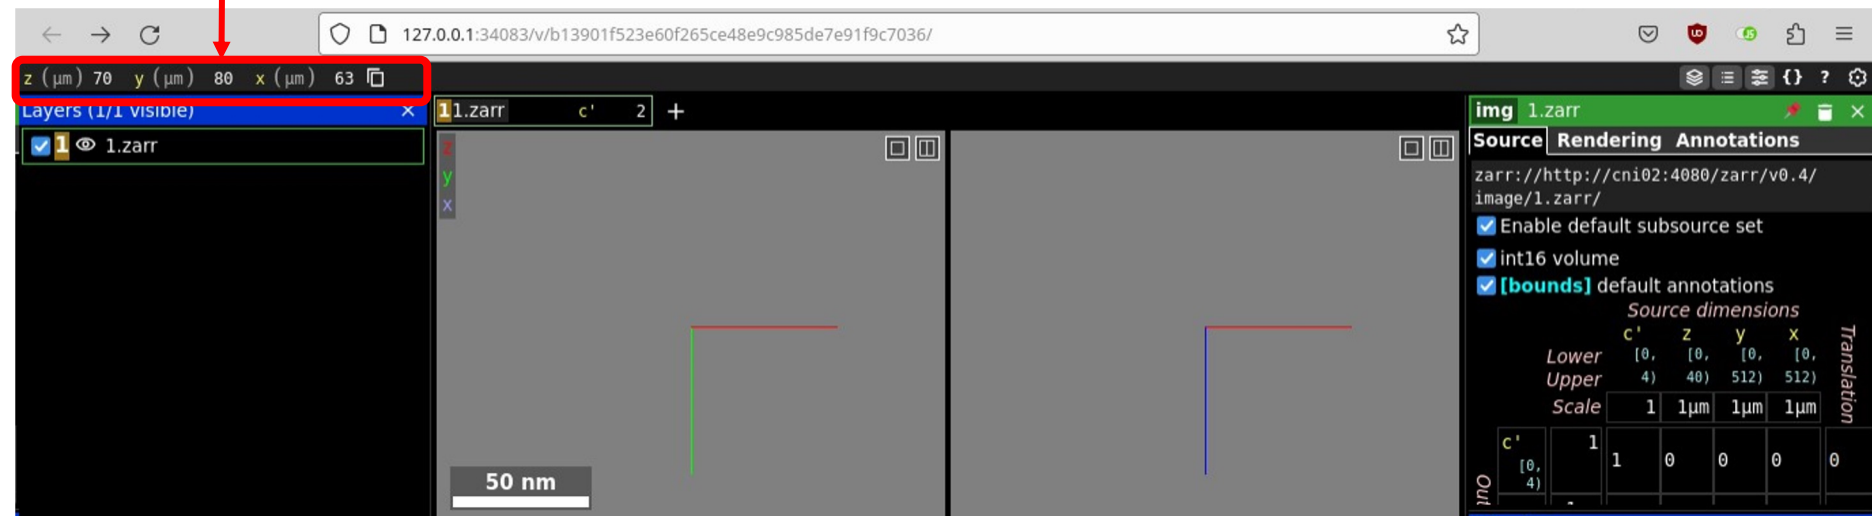 127.0.0.1:34083/v/b13901f523e60f265ce48e9c985de7e91f9c7036/
z (μm) 70 y (μm) 80 x (μm) 63
{} ?
Layers (1/1 visible) ×
1 1.zarr
1 1.zarr c' 2 +
z
y
x
50 nm
img 1.zarr ×
Source Rendering Annotations
zarr://http://cni02:4080/zarr/v0.4/
image/1.zarr/
Enable default subsource set
int16 volume
[bounds] default annotations
Source dimensions
c' z y x
Lower [0, [0, [0, [0,
Upper 4) 40) 512) 512)
Scale 1 1μm 1μm 1μm
Translation
c' 1
[0, 1 0 0 0 0
4)
Out